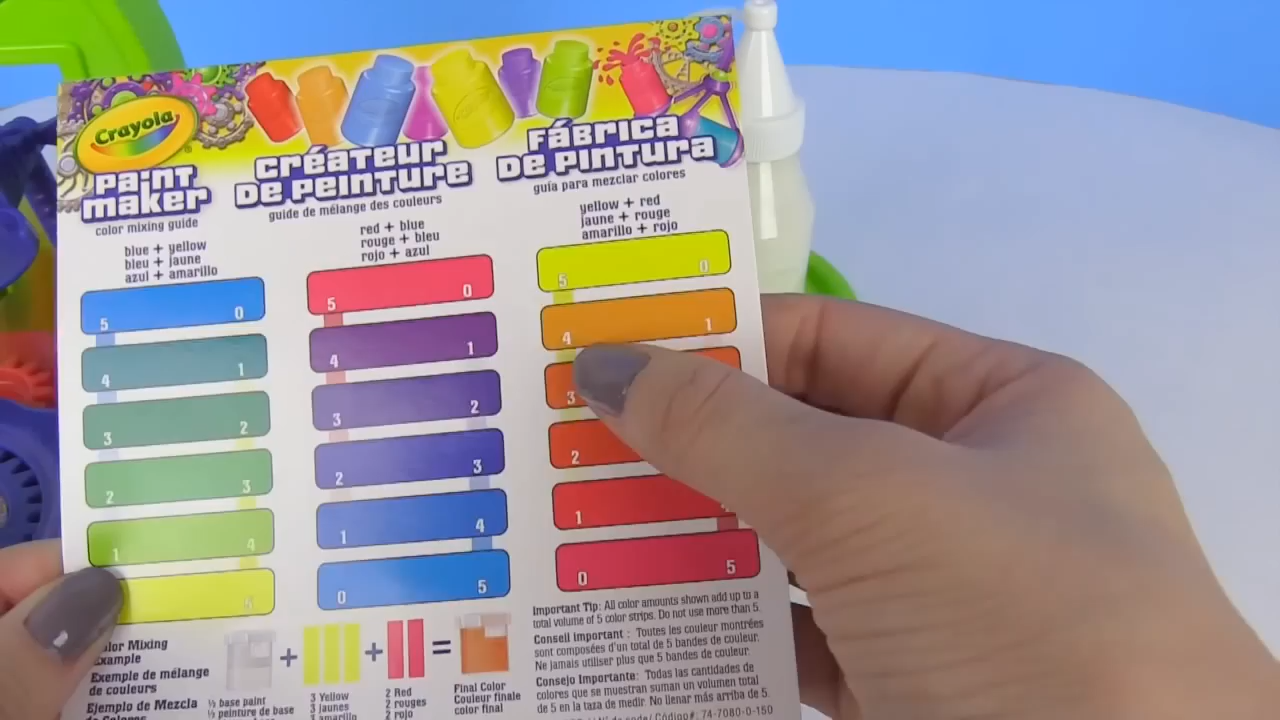 Crayola
PAINT
MAKER
color mixing guide
CRÉATEUR
DE PEINTURE
guide de mélange des couleurs
FÁBRICA
DE PINTURA
guía para mezclar colores
blue + yellow
bleu + jaune
azul + amarillo
5 0
4 1
3 2
2 3
1 4
red + blue
rouge + bleu
rojo + azul
5 0
4 1
3 2
2 3
1 4
0 5
yellow + red
jaune + rouge
amarillo + rojo
5 0
4 1
3
2
1
0 5
Mixing
Exemple de mélange
de couleurs
Ejemplo de Mezcla
+ + =
⅓ base paint
⅓ peinture de base
3 Yellow
3 jaunes
3 amarillo
2 Red
2 rouges
2 rojo
Final Color
Couleur finale
color final
Important Tip: All color amounts shown add up to a
total volume of 5 color strips. Do not use more than 5.
Conseil important : Toutes les couleur montrées
sont composées d'un total de 5 bandes de couleur.
Ne jamais utiliser plus que 5 bandes de couleur.
Consejo Importante: Todas las cantidades de
colores que se muestran suman un volumen total
de 5 en la taza de medir. No llenar más arriba de 5.
de code/ Código#: 74-7080-0-150